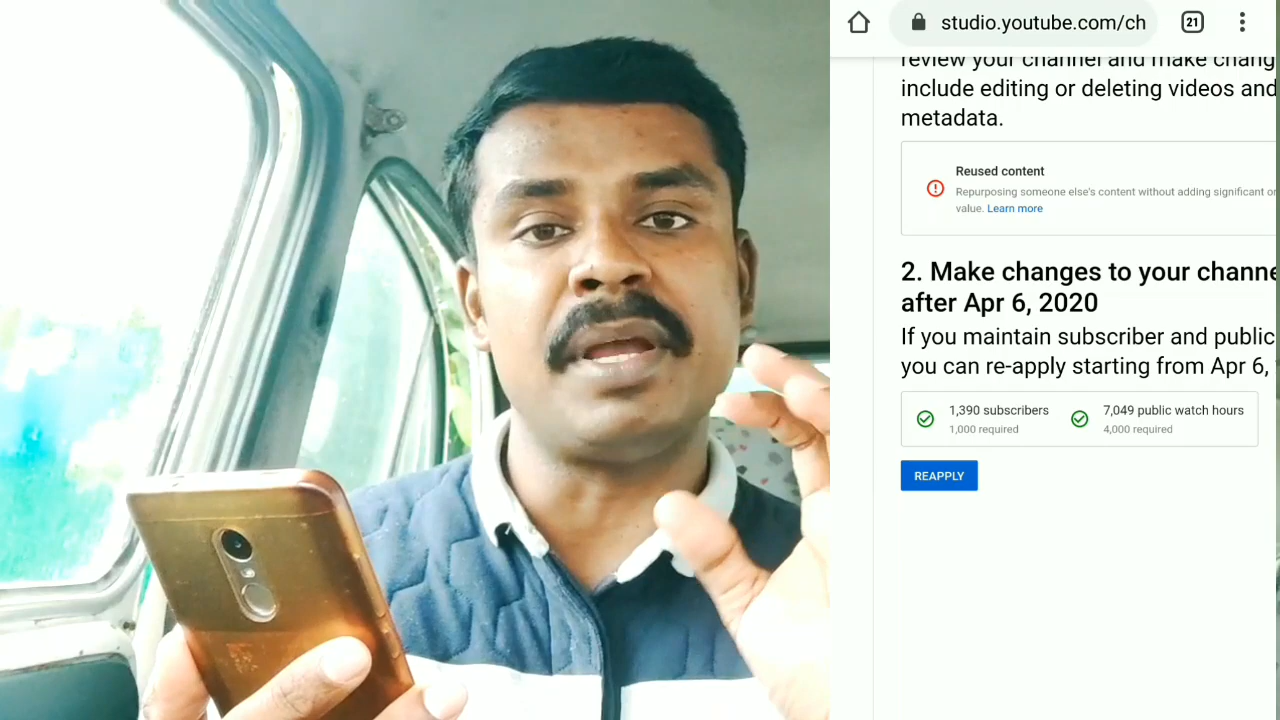 studio.youtube.com/ch
21
review your channel and make chang
include editing or deleting videos and
metadata.
Reused content
Repurposing someone else's content without adding significant or
value. Learn more
2. Make changes to your channe
after Apr 6, 2020
If you maintain subscriber and public
you can re-apply starting from Apr 6,
1,390 subscribers
1,000 required
7,049 public watch hours
4,000 required
REAPPLY